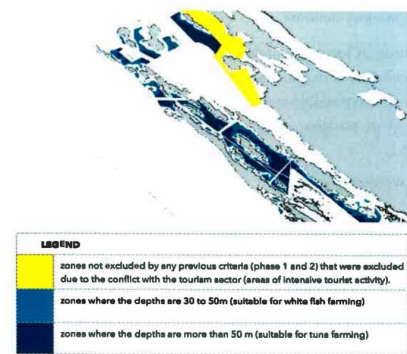 LEGEND
zones not excluded by any previous criteria (phase 1 and 2) that were excluded
due to the conflict with the tourism sector (areas of intensive tourist activity).
zones where the depths are 30 to 50m (suitable for white fish farming)
zones where the depths are more than 50 m (suitable for tuna farming)